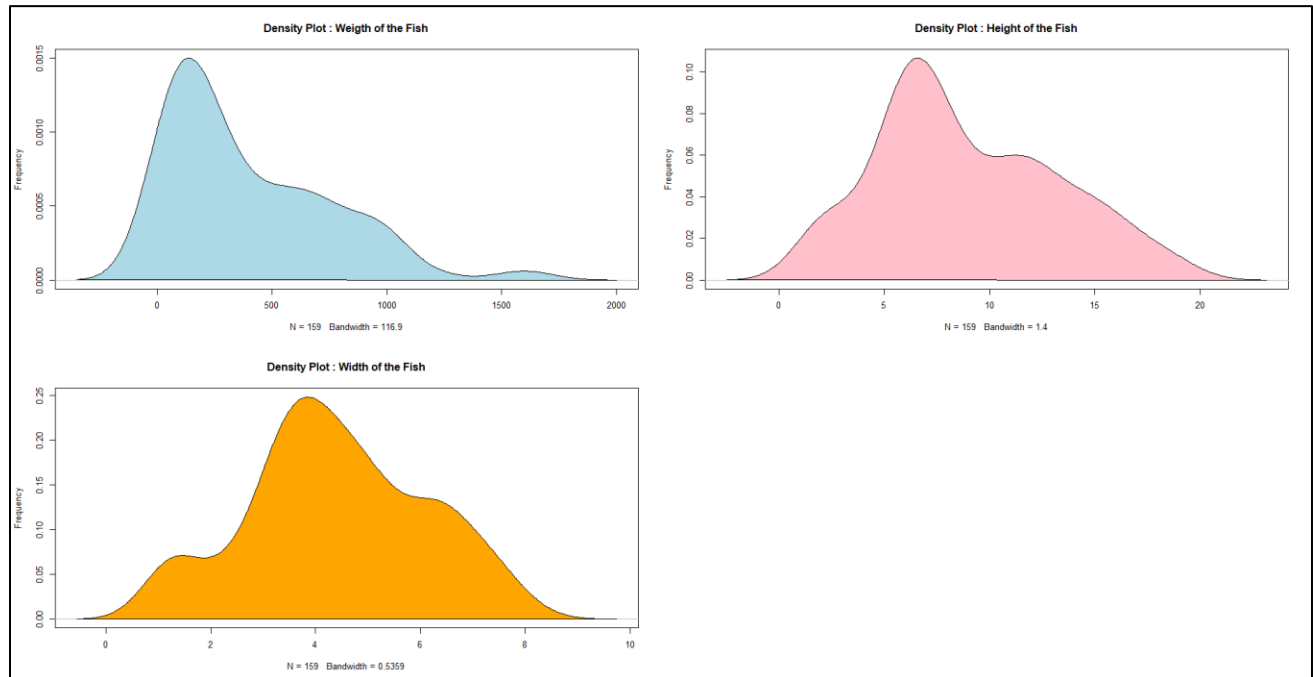 Density Plot : Weigth of the Fish
Frequency
0.0015
0.0010
0.0005
0.0000
0 500 1000 1500 2000
N = 159 Bandwidth = 116.9
Density Plot : Height of the Fish
Frequency
0.10
0.08
0.06
0.04
0.02
0.00
0 5 10 15 20
N = 159 Bandwidth = 1.4
Density Plot : Width of the Fish
Frequency
0.25
0.20
0.15
0.10
0.05
0.00
0 2 4 6 8 10
N = 159 Bandwidth = 0.5359